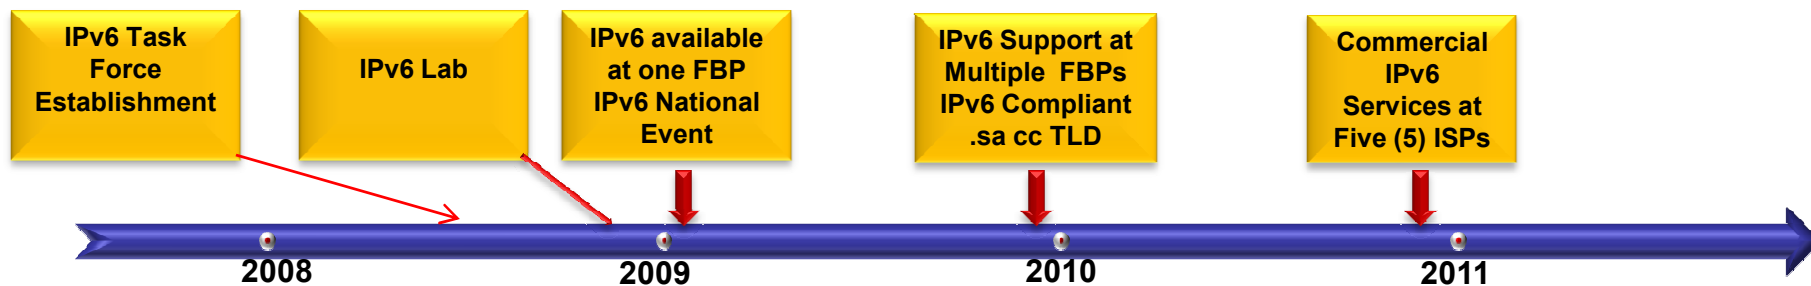 IPv6 Task
Force
Establishment
IPv6 Lab
IPv6 available
at one FBP
IPv6 National
Event
IPv6 Support at
Multiple FBPs
IPv6 Compliant
.sa cc TLD
Commercial
IPv6
Services at
Five (5) ISPs
2008
2009
2010
2011